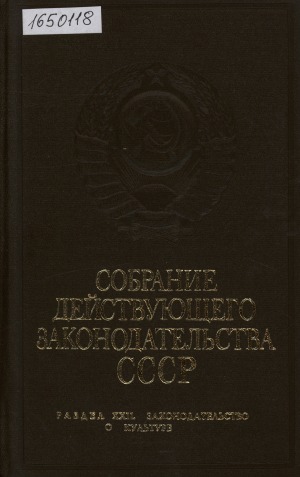 1650118
СОБРАНИЕ
ДЕЙСТВУЮЩЕГО
ЗАКОНОДАТЕЛЬСТВА
СССР
РАЗДЕЛ XXII. ЗАКОНОДАТЕЛЬСТВО
О КУЛЬТУРЕ